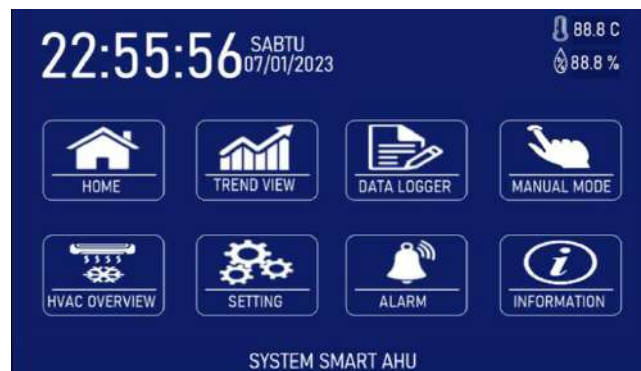 22:55:56
SABTU
07/01/2023
88.8 C
88.8 %
HOME
TREND VIEW
DATA LOGGER
MANUAL MODE
HVAC OVERVIEW
SETTING
ALARM
INFORMATION
SYSTEM SMART AHU